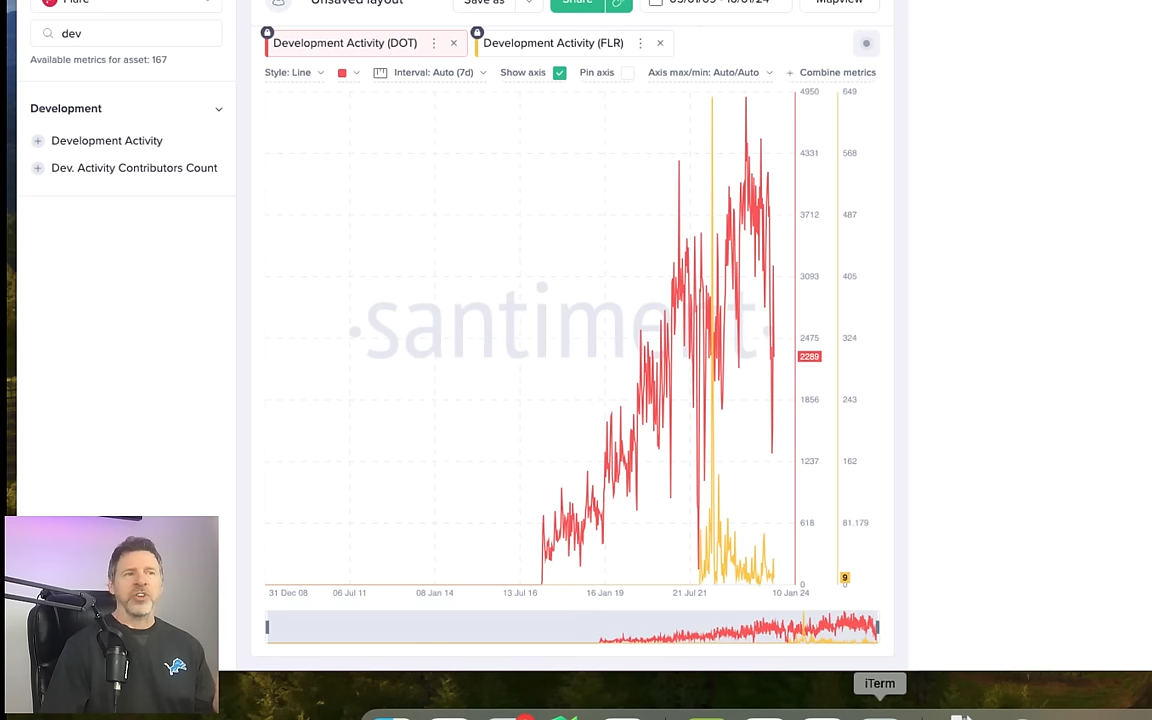 Unsaved layout
Save as
Share
Mapview
dev
Available metrics for asset: 167
Development
Development Activity
Dev. Activity Contributors Count
Development Activity (DOT)
Development Activity (FLR)
Style: Line
Interval: Auto (7d)
Show axis
Pin axis
Axis max/min: Auto/Auto
Combine metrics
4950 649
4331 568
3712 487
3093 405
2475 324
2289
1856 243
1237 162
618 81.179
9
0 0
·santiment·
31 Dec 08 06 Jul 11 08 Jan 14 13 Jul 16 16 Jan 19 21 Jul 21 10 Jan 24
iTerm